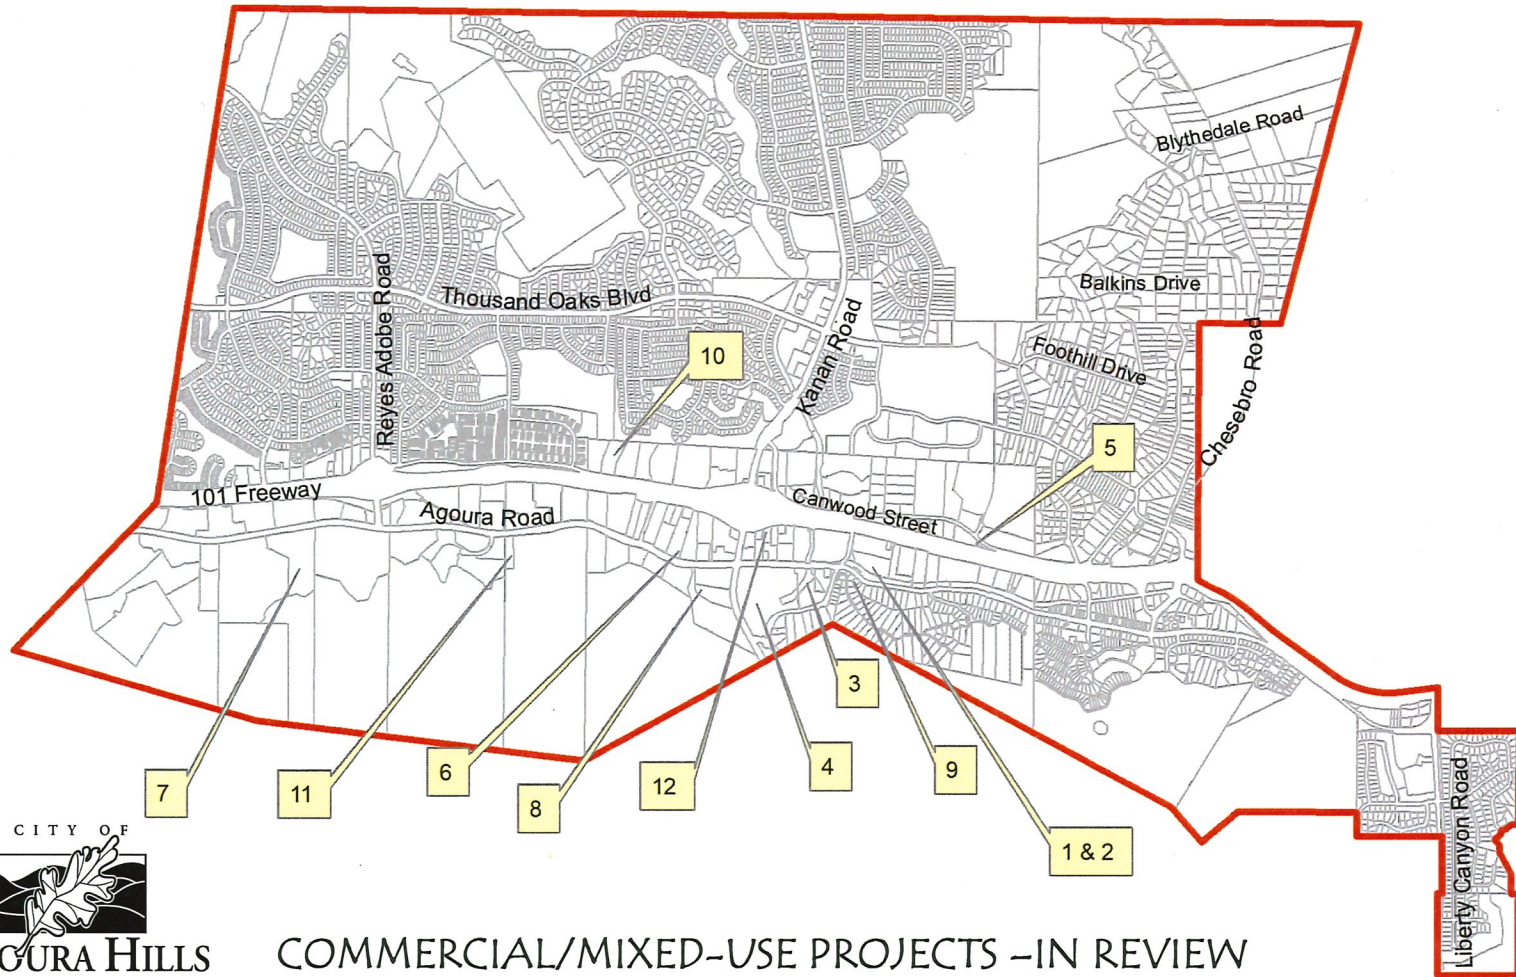 Blythedale Road
Balkins Drive
Reyes Adobe Road
Thousand Oaks Blvd
Kanan Road
Foothill Drive
Chesebro Road
10
5
101 Freeway
Agoura Road
Canwood Street
3
7
11
6
8
12
4
9
1 & 2
Liberty Canyon Road
CITY OF
OURA HILLS
COMMERCIAL/MIXED-USE PROJECTS -IN REVIEW